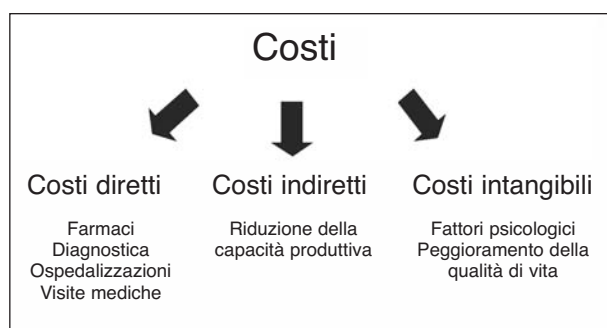 Costi
Costi diretti
Farmaci
Diagnostica
Ospedalizzazioni
Visite mediche
Costi indiretti
Riduzione della
capacità produttiva
Costi intangibili
Fattori psicologici
Peggioramento della
qualità di vita